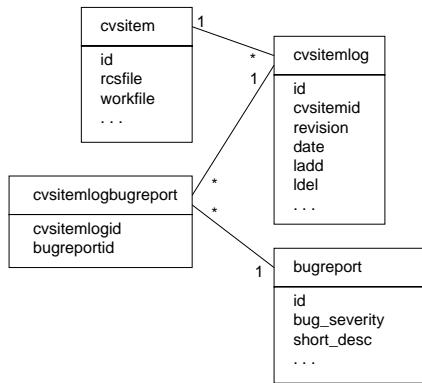 cvsitem
id
rcsfile
workfile
. . .
1
*
cvsitemlog
id
cvsitemid
revision
date
ladd
ldel
. . .
1
*
cvsitemlogbugreport
cvsitemlogid
bugreportid
*
1
bugreport
id
bug_severity
short_desc
. . .